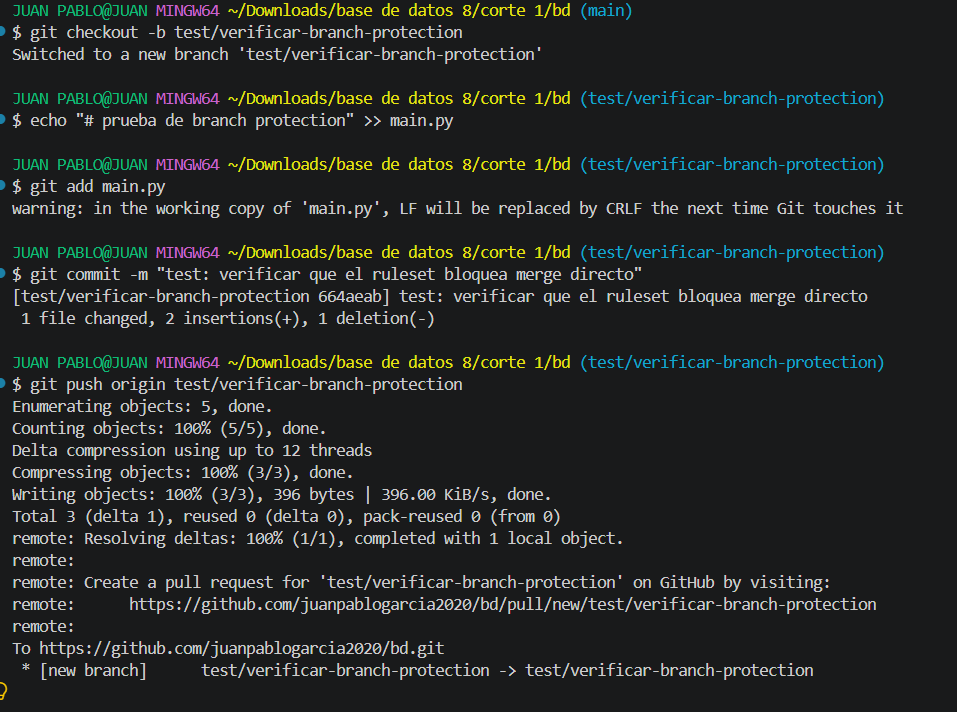 JUAN PABLO@JUAN MINGW64 ~/Downloads/base de datos 8/corte 1/bd (main)
$ git checkout -b test/verificar-branch-protection
Switched to a new branch 'test/verificar-branch-protection'
JUAN PABLO@JUAN MINGW64 ~/Downloads/base de datos 8/corte 1/bd (test/verificar-branch-protection)
$ echo "# prueba de branch protection" >> main.py
JUAN PABLO@JUAN MINGW64 ~/Downloads/base de datos 8/corte 1/bd (test/verificar-branch-protection)
$ git add main.py
warning: in the working copy of 'main.py', LF will be replaced by CRLF the next time Git touches it
JUAN PABLO@JUAN MINGW64 ~/Downloads/base de datos 8/corte 1/bd (test/verificar-branch-protection)
$ git commit -m "test: verificar que el ruleset bloquea merge directo"
[test/verificar-branch-protection 664aeab] test: verificar que el ruleset bloquea merge directo
 1 file changed, 2 insertions(+), 1 deletion(-)
JUAN PABLO@JUAN MINGW64 ~/Downloads/base de datos 8/corte 1/bd (test/verificar-branch-protection)
$ git push origin test/verificar-branch-protection
Enumerating objects: 5, done.
Counting objects: 100% (5/5), done.
Delta compression using up to 12 threads
Compressing objects: 100% (3/3), done.
Writing objects: 100% (3/3), 396 bytes | 396.00 KiB/s, done.
Total 3 (delta 1), reused 0 (delta 0), pack-reused 0 (from 0)
remote: Resolving deltas: 100% (1/1), completed with 1 local object.
remote:
remote: Create a pull request for 'test/verificar-branch-protection' on GitHub by visiting:
remote:      https://github.com/juanpablogarcia2020/bd/pull/new/test/verificar-branch-protection
remote:
To https://github.com/juanpablogarcia2020/bd.git
 * [new branch]      test/verificar-branch-protection -> test/verificar-branch-protection